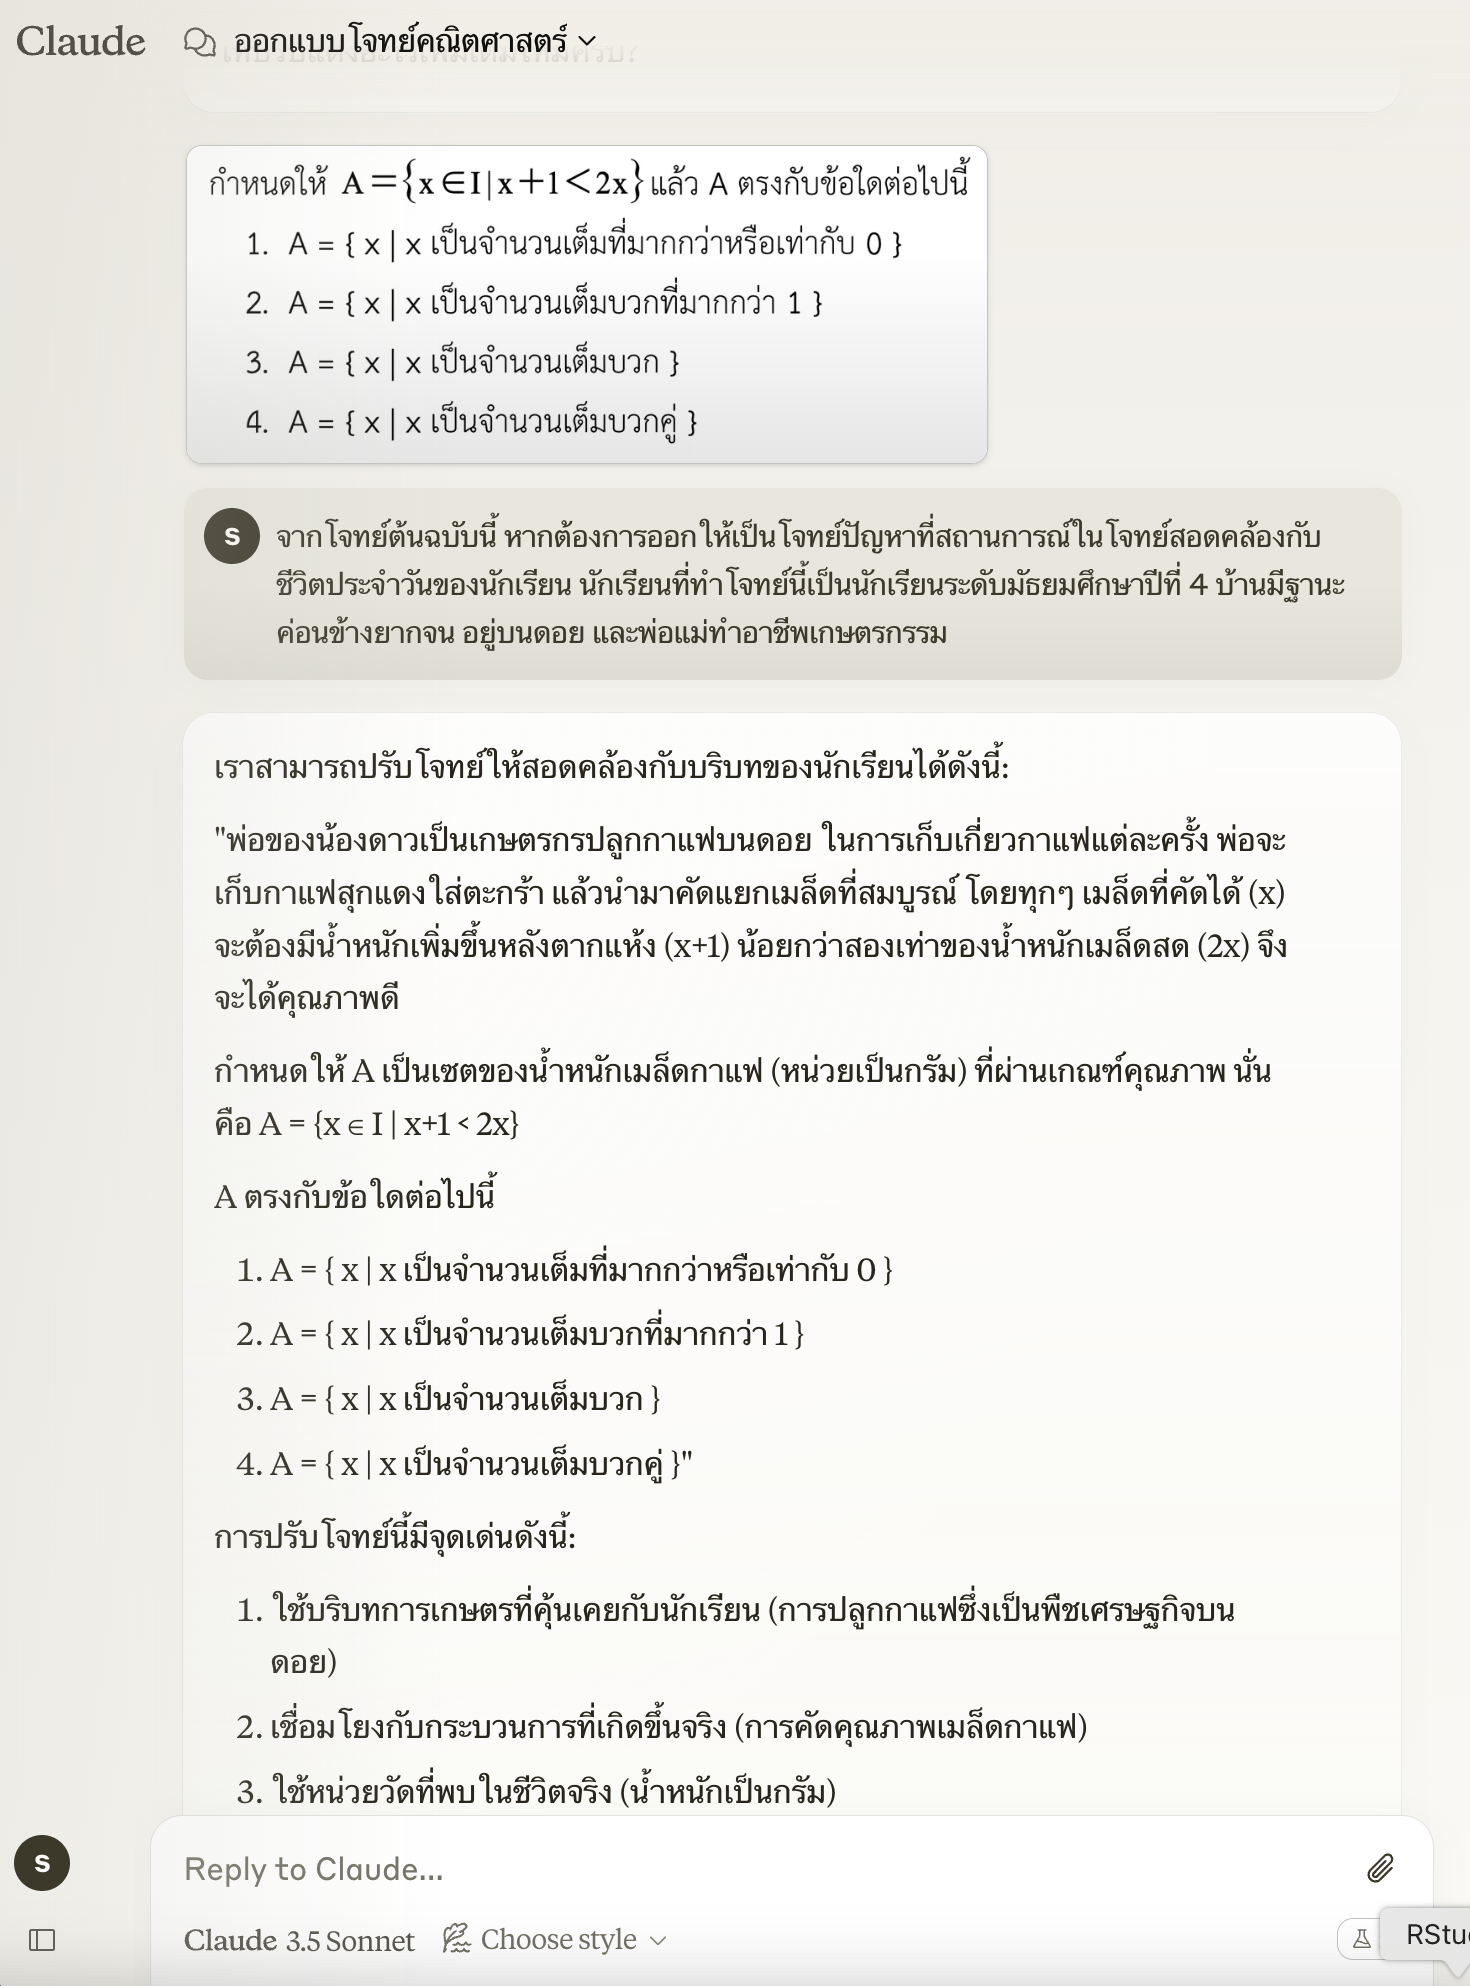 Claude
ออกแบบโจทย์คณิตศาสตร์
กำหนดให้ A={x∈I|x+1<2x} แล้ว A ตรงกับข้อใดต่อไปนี้
1. A = { x | x เป็นจำนวนเต็มที่มากกว่าหรือเท่ากับ 0 }
2. A = { x | x เป็นจำนวนเต็มบวกที่มากกว่า 1 }
3. A = { x | x เป็นจำนวนเต็มบวก }
4. A = { x | x เป็นจำนวนเต็มบวกคู่ }
S
จากโจทย์ต้นฉบับนี้ หากต้องการออกให้เป็นโจทย์ปัญหาที่สถานการณ์ในโจทย์สอดคล้องกับ
ชีวิตประจำวันของนักเรียน นักเรียนที่ทำโจทย์นี้เป็นนักเรียนระดับมัธยมศึกษาปีที่ 4 บ้านมีฐานะ
ค่อนข้างยากจน อยู่บนดอย และพ่อแม่ทำอาชีพเกษตรกรรม
เราสามารถปรับโจทย์ให้สอดคล้องกับบริบทของนักเรียนได้ดังนี้:
"พ่อของน้องดาวเป็นเกษตรกรปลูกกาแฟบนดอย ในการเก็บเกี่ยวกาแฟแต่ละครั้ง พ่อจะ
เก็บกาแฟสุกแดงใส่ตะกร้า แล้วนำมาคัดแยกเมล็ดที่สมบูรณ์ โดยทุกๆ เมล็ดที่คัดได้ (x)
จะต้องมีน้ำหนักเพิ่มขึ้นหลังตากแห้ง (x+1) น้อยกว่าสองเท่าของน้ำหนักเมล็ดสด (2x) จึง
จะได้คุณภาพดี
กำหนดให้ A เป็นเซตของน้ำหนักเมล็ดกาแฟ (หน่วยเป็นกรัม) ที่ผ่านเกณฑ์คุณภาพ นั่น
คือ A = {x ∈ I | x+1 < 2x}
A ตรงกับข้อใดต่อไปนี้
1. A = { x | x เป็นจำนวนเต็มที่มากกว่าหรือเท่ากับ 0 }
2. A = { x | x เป็นจำนวนเต็มบวกที่มากกว่า 1 }
3. A = { x | x เป็นจำนวนเต็มบวก }
4. A = { x | x เป็นจำนวนเต็มบวกคู่ }"
การปรับโจทย์นี้มีจุดเด่นดังนี้:
1. ใช้บริบทการเกษตรที่คุ้นเคยกับนักเรียน (การปลูกกาแฟซึ่งเป็นพืชเศรษฐกิจบน
ดอย)
2. เชื่อมโยงกับกระบวนการที่เกิดขึ้นจริง (การคัดคุณภาพเมล็ดกาแฟ)
3. ใช้หน่วยวัดที่พบในชีวิตจริง (น้ำหนักเป็นกรัม)
S
Reply to Claude...
Claude 3.5 Sonnet Choose style
RStu